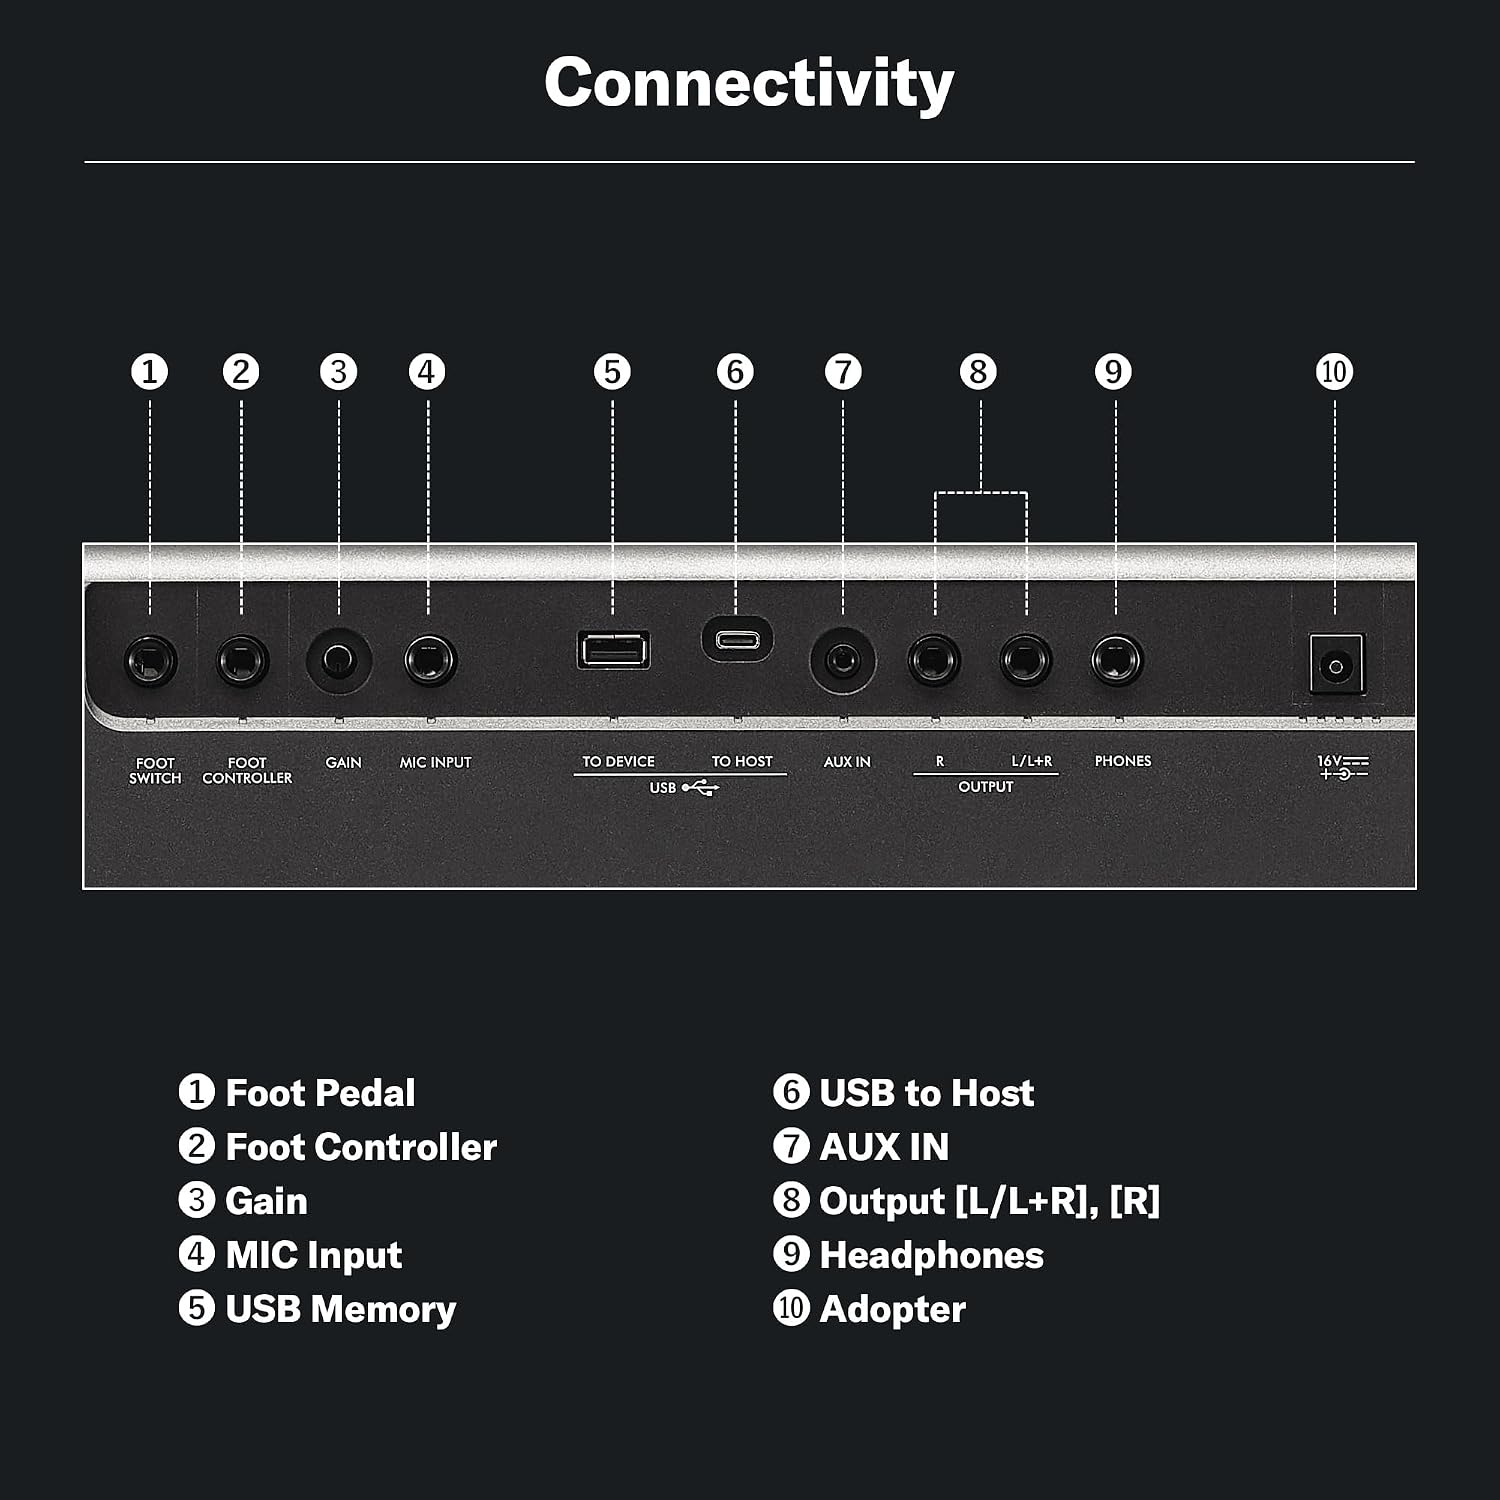 Connectivity
1 2 3 4 5 6 7 8 9 10
FOOT SWITCH
FOOT CONTROLLER
GAIN
MIC INPUT
TO DEVICE
TO HOST
USB
AUX IN
R
L/L+R
OUTPUT
PHONES
16V
+ -
1 Foot Pedal
2 Foot Controller
3 Gain
4 MIC Input
5 USB Memory
6 USB to Host
7 AUX IN
8 Output [L/L+R], [R]
9 Headphones
10 Adopter